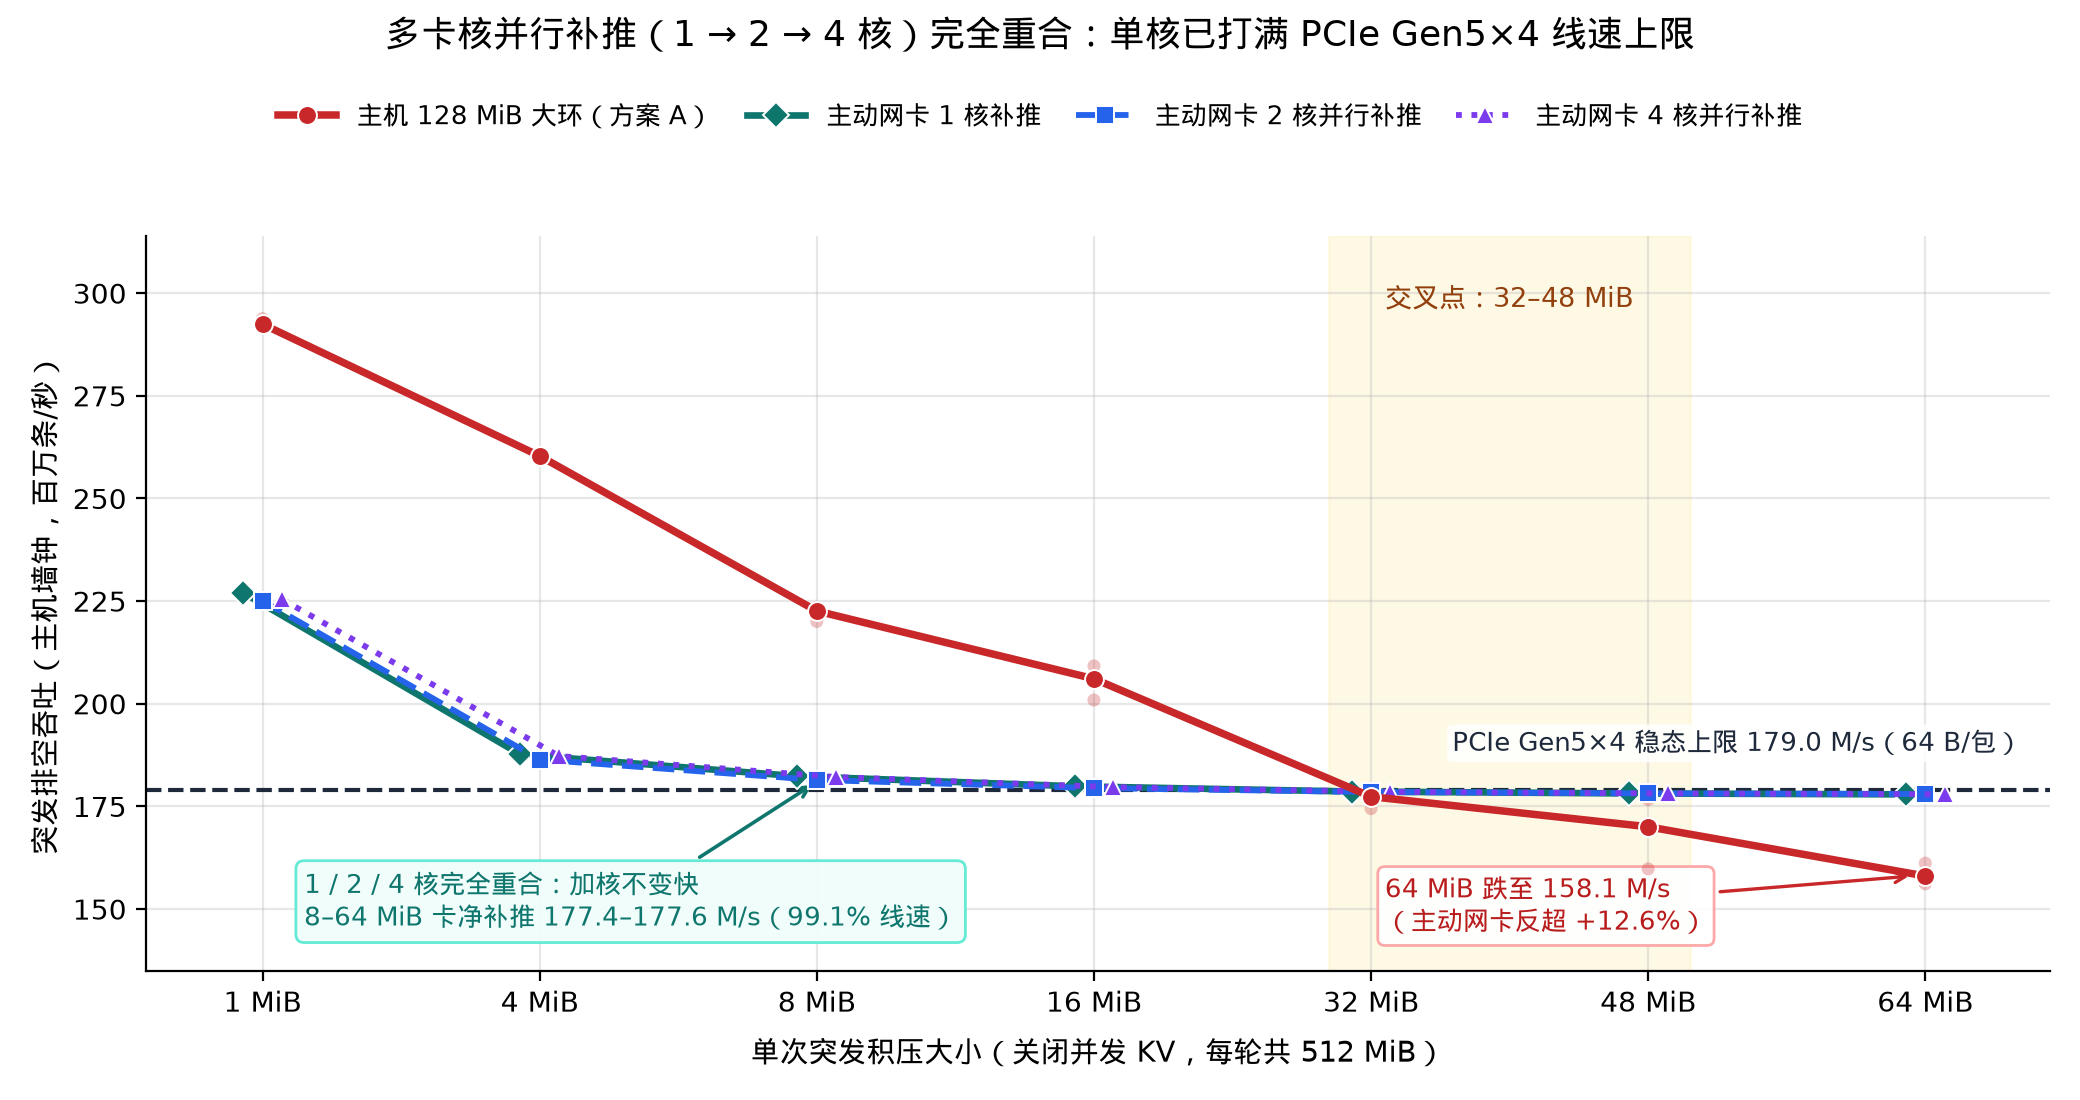 多卡核并行补推（1 → 2 → 4 核）完全重合：单核已打满 PCIe Gen5×4 线速上限
主机 128 MiB 大环（方案 A）
主动网卡 1 核补推
主动网卡 2 核并行补推
主动网卡 4 核并行补推
突发排空吞吐（主机墙钟，百万条/秒）
300
275
250
225
200
175
150
交叉点：32–48 MiB
PCIe Gen5×4 稳态上限 179.0 M/s（64 B/包）
1 / 2 / 4 核完全重合：加核不变快
8–64 MiB 卡净补推 177.4–177.6 M/s（99.1% 线速）
64 MiB 跌至 158.1 M/s
（主动网卡反超 +12.6%）
1 MiB
4 MiB
8 MiB
16 MiB
32 MiB
48 MiB
64 MiB
单次突发积压大小（关闭并发 KV，每轮共 512 MiB）